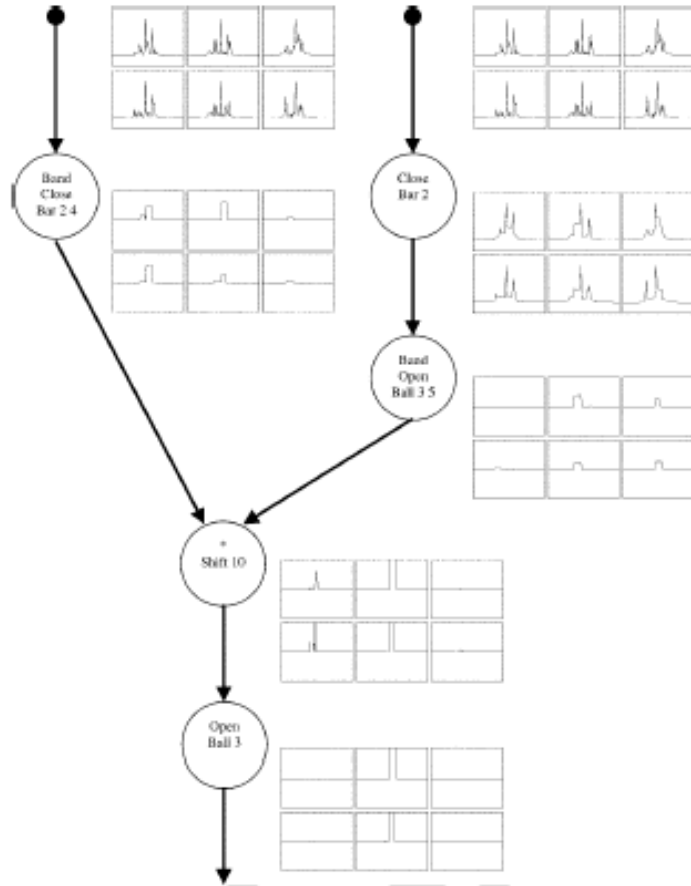 Band
Close
Bar 2 4
Close
Bar 2
Band
Open
Ball 3 5
*
Shift 10
Open
Ball 3